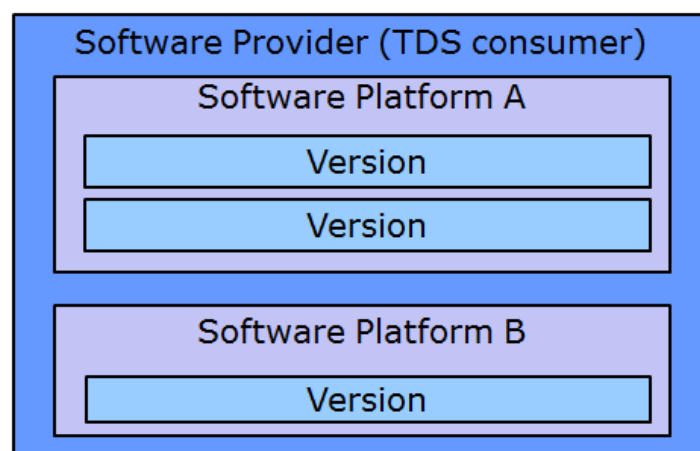 Software Provider (TDS consumer)
Software Platform A
Version
Version
Software Platform B
Version